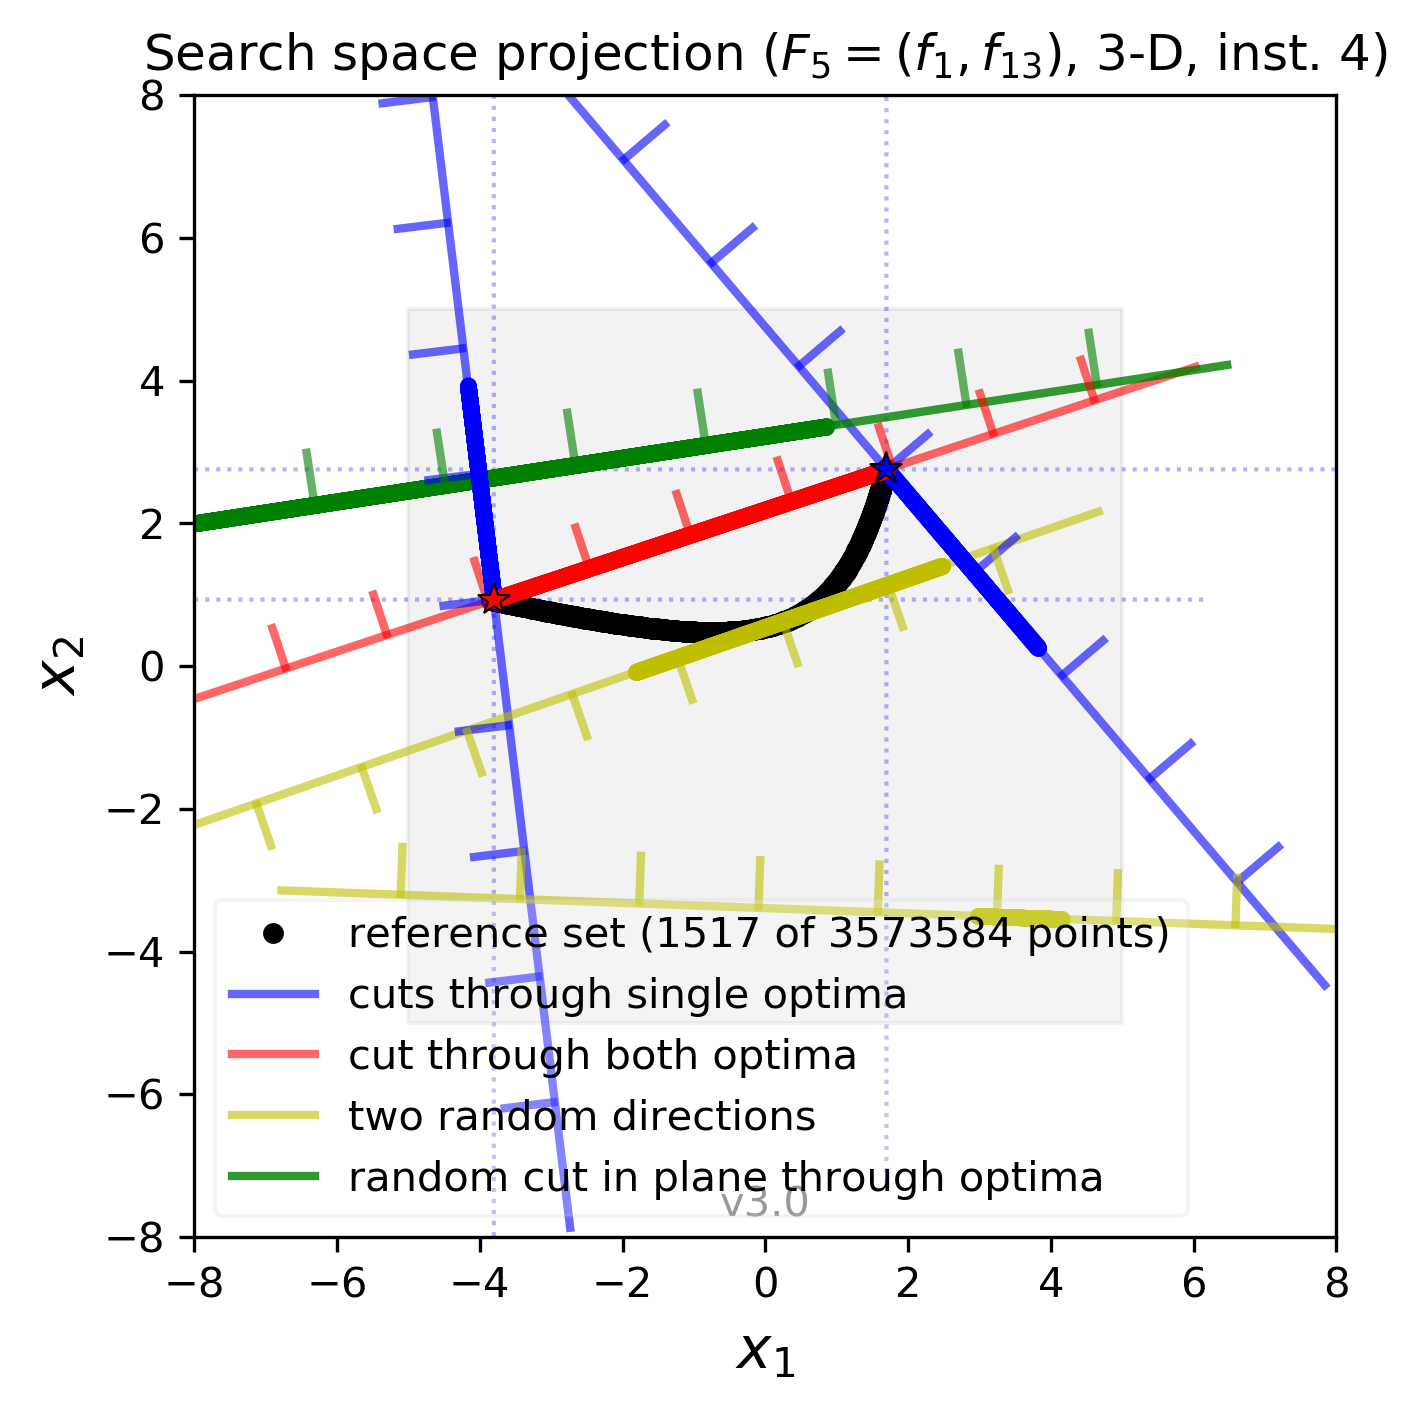 Search space projection (F₅ = (f₁, f₁₃), 3-D, inst. 4)
8
6
4
2
0
−2
−4
−6
−8
x₂
reference set (1517 of 3573584 points)
cuts through single optima
cut through both optima
two random directions
random cut in plane through optima
v3.0
−8 −6 −4 −2 0 2 4 6 8
x₁